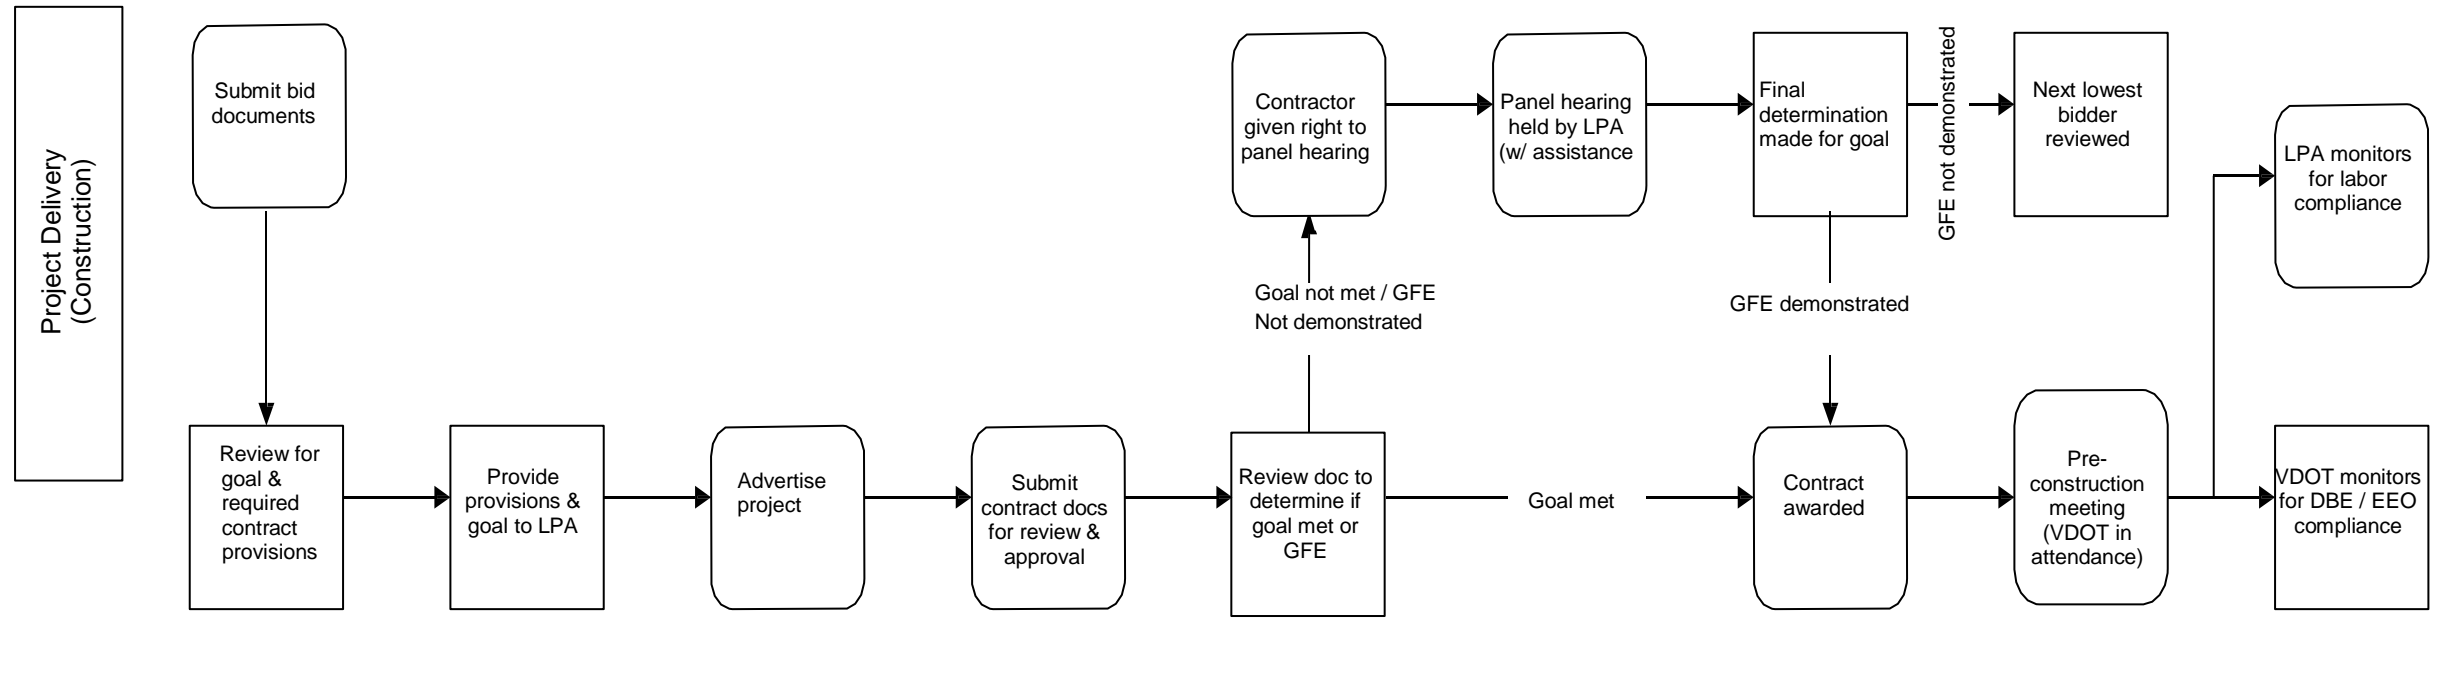 Project Delivery
(Construction)
Submit bid
documents
Review for
goal &
required
contract
provisions
Provide
provisions &
goal to LPA
Advertise
project
Submit
contract docs
for review &
approval
Review doc to
determine if
goal met or
GFE
Goal not met / GFE
Not demonstrated
Contractor
given right to
panel hearing
Panel hearing
held by LPA
(w/ assistance
Final
determination
made for goal
GFE not demonstrated
Next lowest
bidder
reviewed
GFE demonstrated
Goal met
Contract
awarded
Pre-
construction
meeting
(VDOT in
attendance)
LPA monitors
for labor
compliance
VDOT monitors
for DBE / EEO
compliance